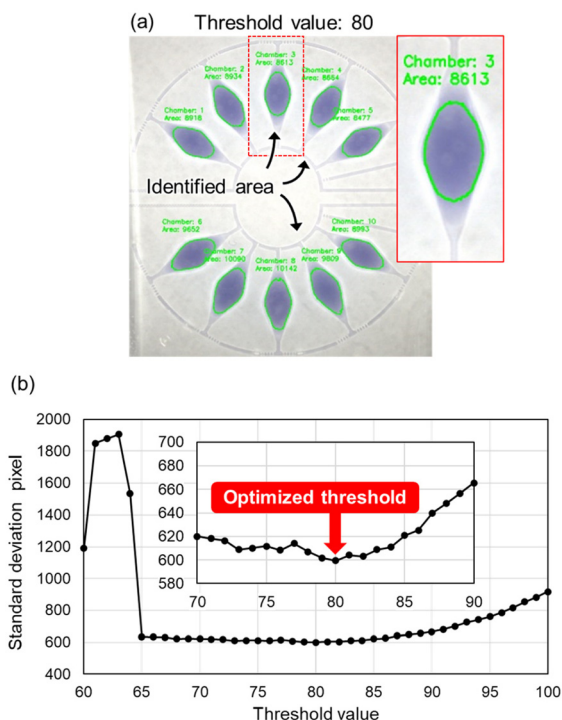 (a)
Threshold value: 80
Chamber: 3
Area: 8613
Chamber: 2
Area: 8934
Chamber: 4
Area: 8684
Chamber: 1
Area: 8918
Chamber: 5
Area: 8477
Chamber: 3
Area: 8613
Identified area
Chamber: 6
Area: 9652
Chamber: 7
Area: 10090
Chamber: 8
Area: 10142
Chamber: 9
Area: 9809
Chamber: 10
Area: 8993
(b)
Standard deviation pixel
2000
1800
1600
1400
1200
1000
800
600
400
60
65
70
75
80
85
90
95
100
Threshold value
700
680
660
640
620
600
580
70
75
80
85
90
Optimized threshold